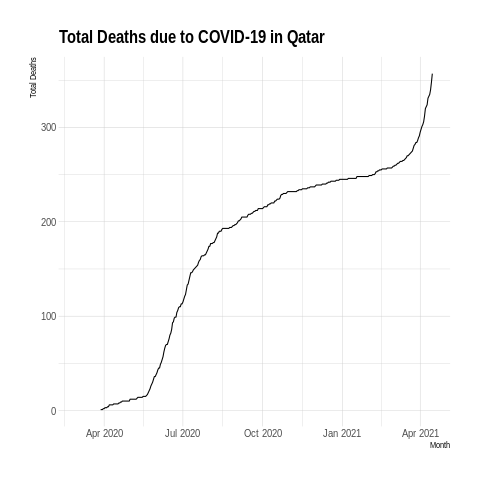 Total Deaths due to COVID-19 in Qatar
Total Deaths
300
200
100
0
Apr 2020 Jul 2020 Oct 2020 Jan 2021 Apr 2021
Month